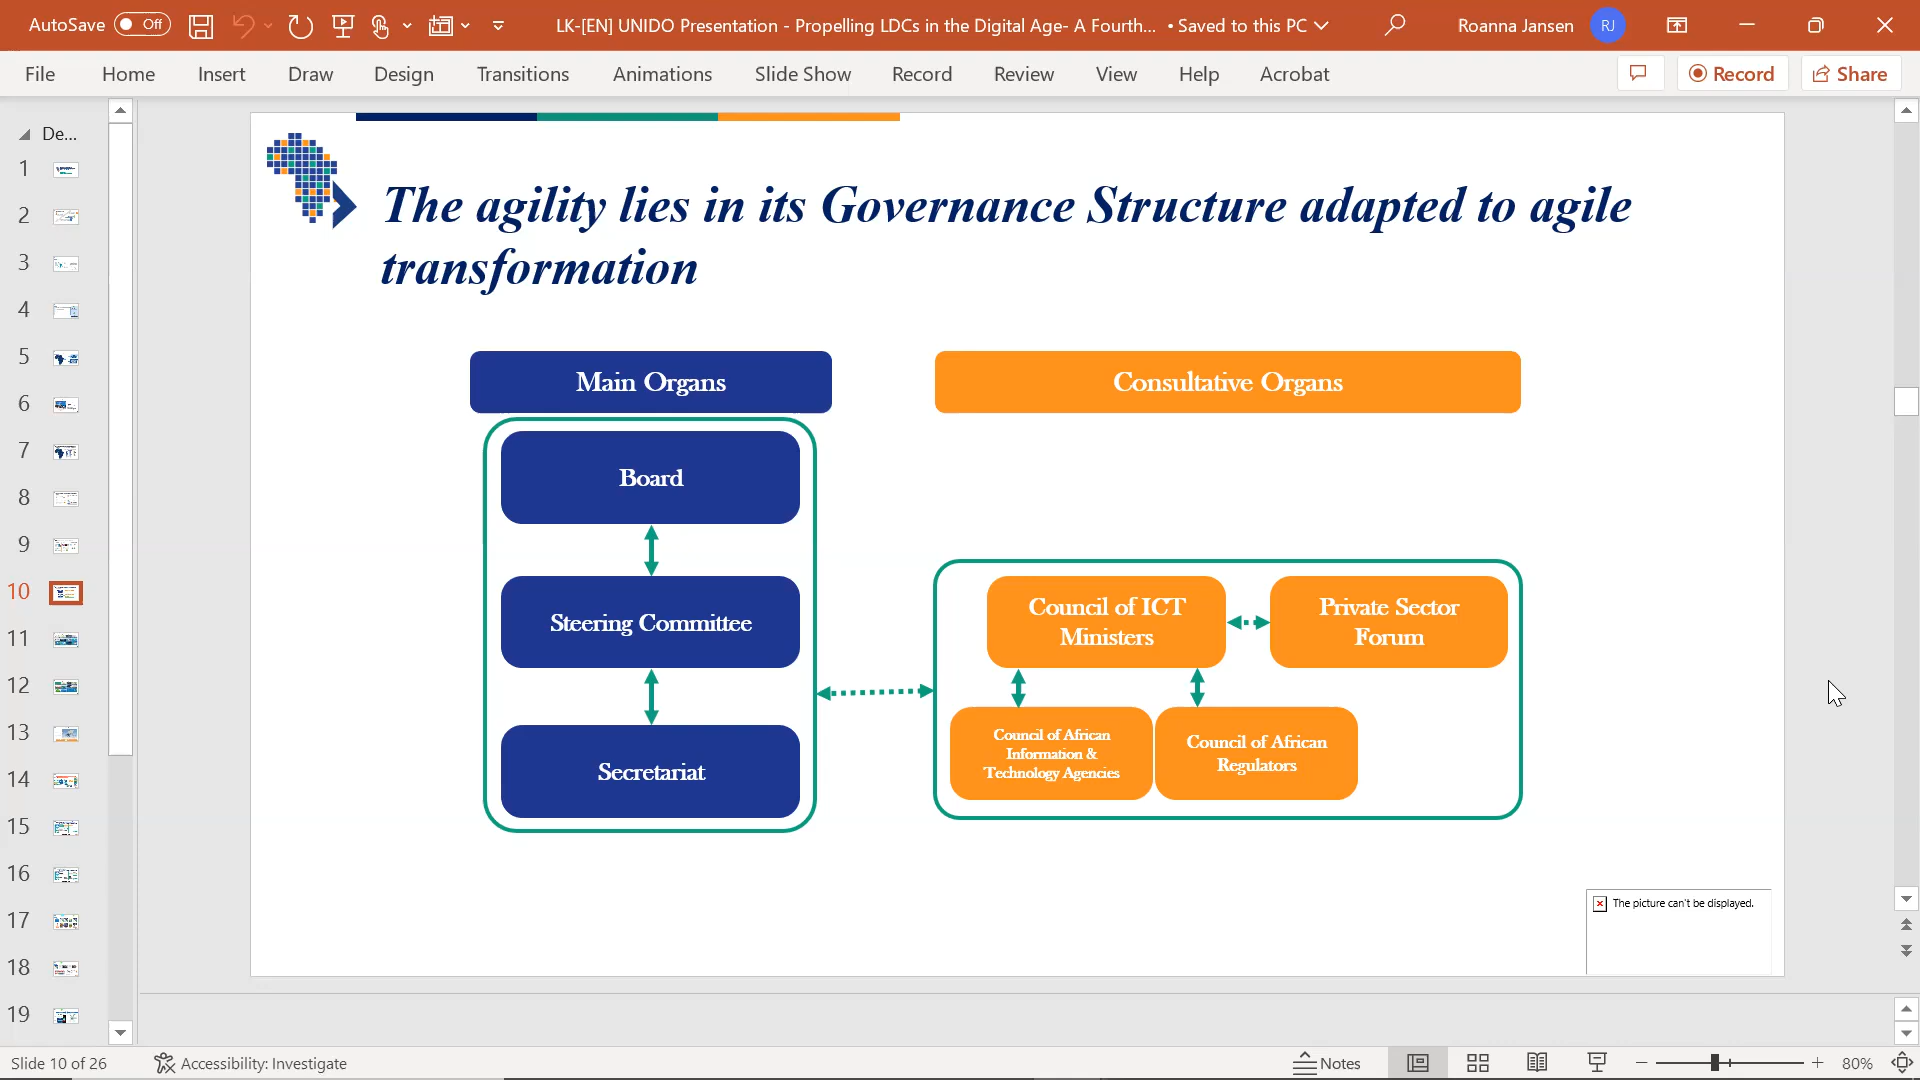 AutoSave Off
LK-[EN] UNIDO Presentation - Propelling LDCs in the Digital Age- A Fourth... • Saved to this PC
Roanna Jansen RJ
File Home Insert Draw Design Transitions Animations Slide Show Record Review View Help Acrobat
Record Share
De...
1
2
3
4
5
6
7
8
9
10
11
12
13
14
15
16
17
18
19
The agility lies in its Governance Structure adapted to agile
transformation
Main Organs
Consultative Organs
Board
Steering Committee
Secretariat
Council of ICT
Ministers
Private Sector
Forum
Council of African
Information &
Technology Agencies
Council of African
Regulators
The picture can't be displayed.
Slide 10 of 26
Accessibility: Investigate
Notes
80%